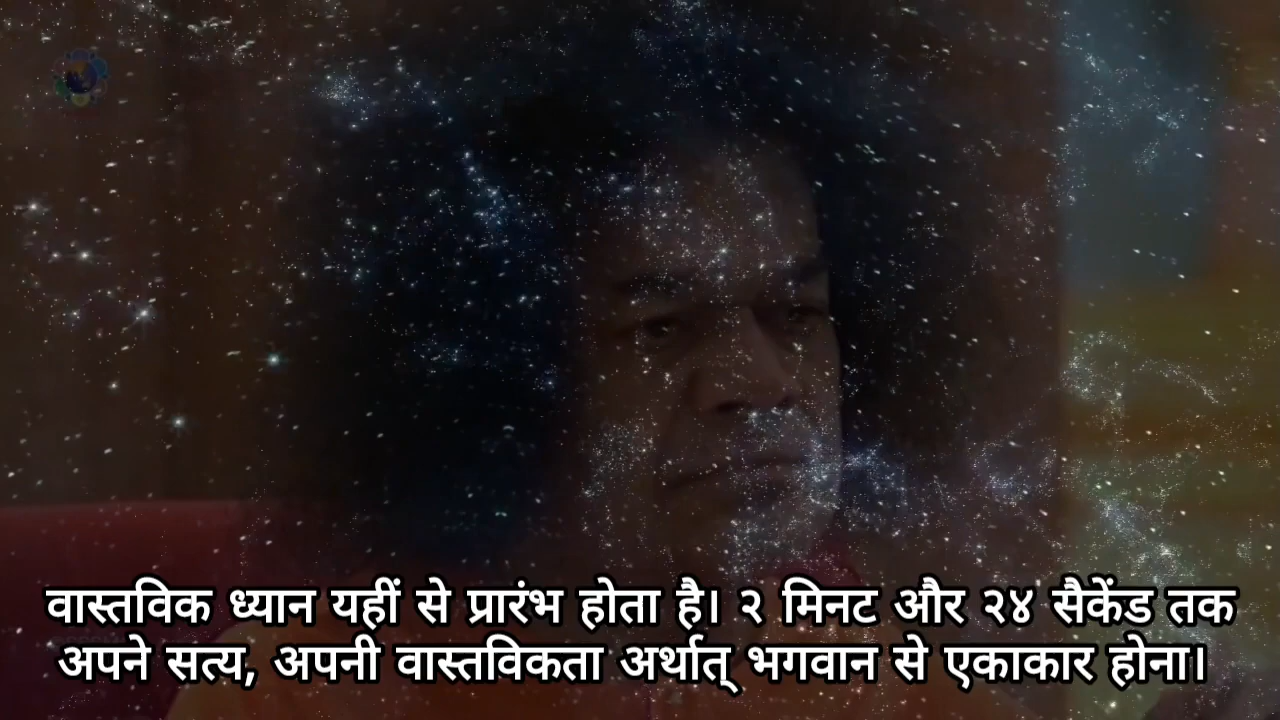 वास्तविक ध्यान यहीं से प्रारंभ होता है। २ मिनट और २४ सैकेंड तक
अपने सत्य, अपनी वास्तविकता अर्थात् भगवान से एकाकार होना।